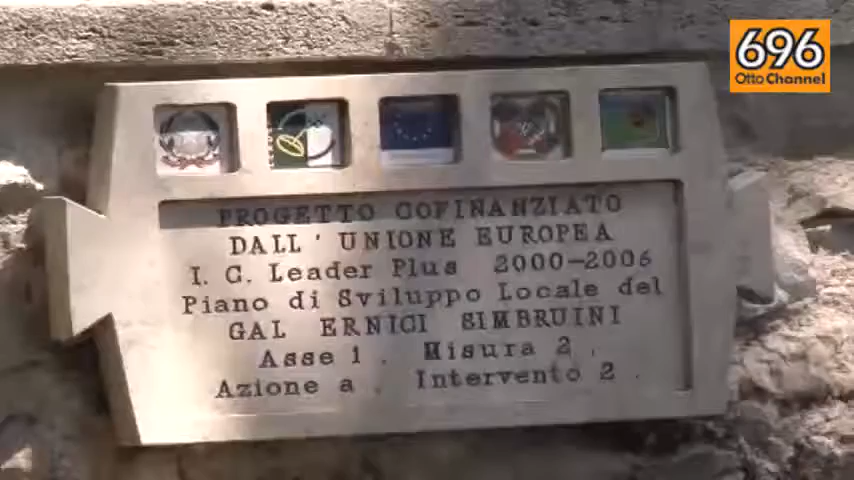 696
Otto Channel
PROGETTO COFINANZIATO
DALL' UNIONE EUROPEA
I. C. Leader Plus 2000-2006
Piano di Sviluppo Locale del
GAL ERNICI SIMBRUINI
Asse 1 . Misura 2 .
Azione a . Intervento 2 .